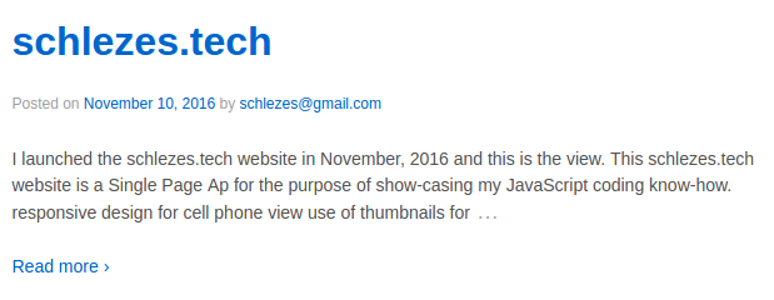 schlezes.tech
Posted on November 10, 2016 by schlezes@gmail.com
I launched the schlezes.tech website in November, 2016 and this is the view. This schlezes.tech
website is a Single Page Ap for the purpose of show-casing my JavaScript coding know-how.
responsive design for cell phone view use of thumbnails for ...
Read more ›